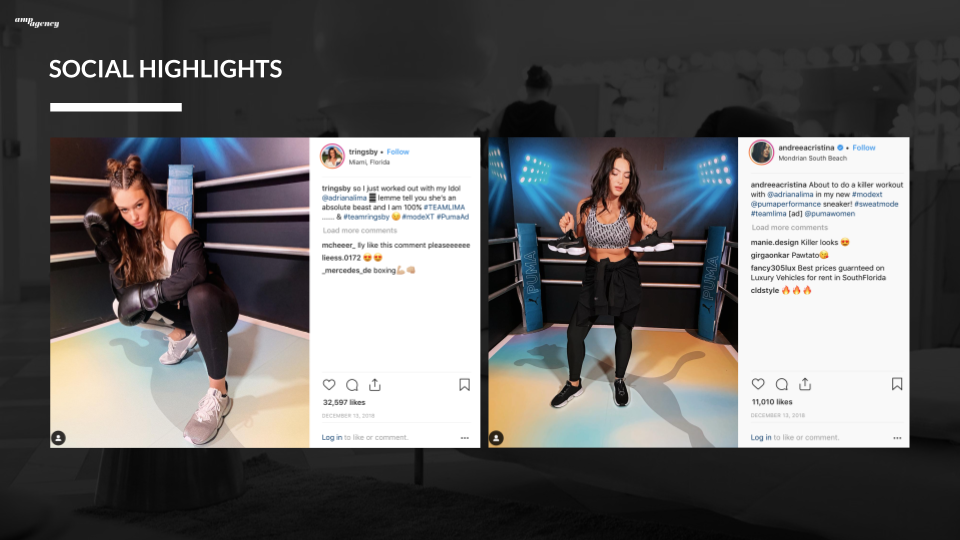 amp agency
SOCIAL HIGHLIGHTS
tringsby • Follow
Miami, Florida
tringsby so I just worked out with my Idol
@adrianalima lemme tell you she's an
absolute beast and I am 100% #TEAMLIMA
...... & #teamringsby 😏 #modeXT #PumaAd
Load more comments
mcheeer_ lly like this comment pleaseeeeee
lieess.0172 😍😍
_mercedes_de boxing💪🏼👊🏼
32,597 likes
DECEMBER 13, 2018
Log in to like or comment.
PUMA
PUMA
andreeacristina • Follow
Mondrian South Beach
andreeacristina About to do a killer workout
with @adrianalima in my new #modext
@pumaperformance sneaker! #sweatmode
#teamlima [ad] @pumawomen
Load more comments
manie.design Killer looks 😍
girgaonkar Pawtato😘
fancy305lux Best prices guarnteed on
Luxury Vehicles for rent in SouthFlorida
cldstyle 🔥🔥🔥
11,010 likes
DECEMBER 13, 2018
Log in to like or comment.